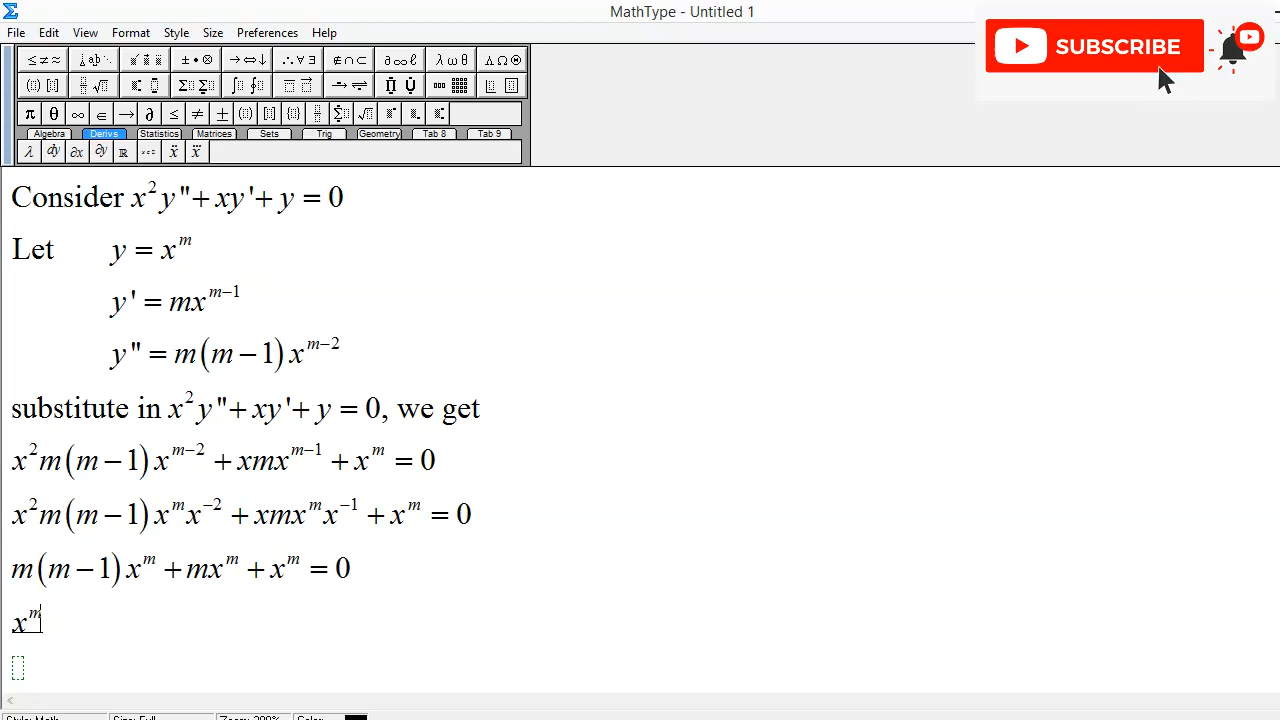 MathType - Untitled 1
File Edit View Format Style Size Preferences Help
SUBSCRIBE
Algebra Derivs Statistics Matrices Sets Trig Geometry Tab 8 Tab 9
Consider x²y"+ xy'+ y = 0
Let y = x^m
y' = mx^(m−1)
y" = m(m−1)x^(m−2)
substitute in x²y"+ xy'+ y = 0, we get
x²m(m−1)x^(m−2) + xmx^(m−1) + x^m = 0
x²m(m−1)x^m x^(−2) + xmx^m x^(−1) + x^m = 0
m(m−1)x^m + mx^m + x^m = 0
x^m